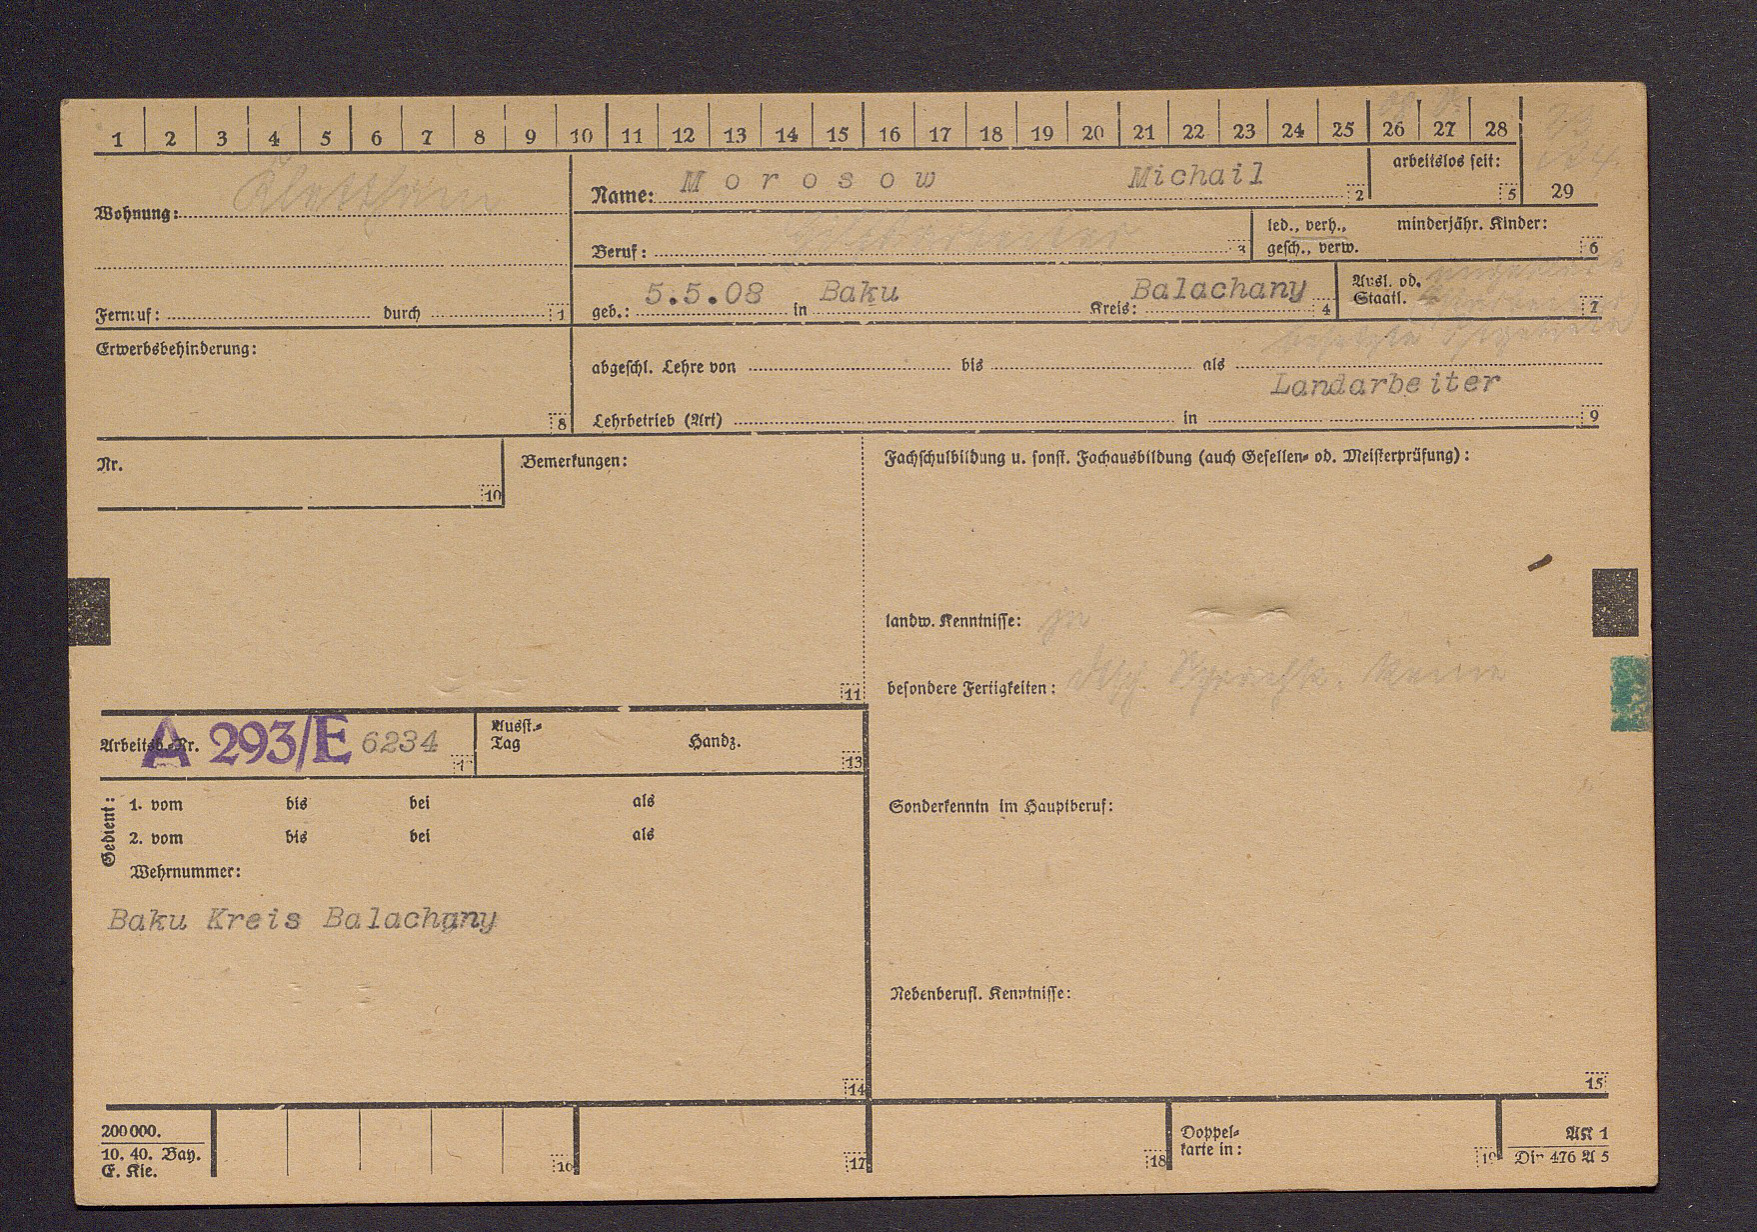 1 2 3 4 5 6 7 8 9 10 11 12 13 14 15 16 17 18 19 20 21 22 23 24 25 26 27 28
Wohnung:
Name: Morosow Michail 2
arbeitslos seit: 5
29
Beruf: 3
led., verh., minderjähr. Kinder:
gesch., verw. 6
Fernruf: durch 1
geb.: 5.5.08 in Baku Kreis: Balachany 4
Ausl. od.
Staatl. 7
Erwerbsbehinderung: 8
abgeschl. Lehre von bis als
Landarbeiter
Lehrbetrieb (Art) in 9
Nr. 10
Bemerkungen: 11
Fachschulbildung u. sonst. Fachausbildung (auch Gesellen- od. Meisterprüfung):
landw. Kenntnisse:
besondere Fertigkeiten: Sprache. keine
Arbeitsb.-Nr. A 293/E 6234
Ausst.-
Tag Handz. 13
Gedient:
1. vom bis bei als
2. vom bis bei als
Wehrnummer:
Baku Kreis Balachany
14
Sonderkenntn im Hauptberuf:
Nebenberufl. Kenntnisse:
15
200000.
10. 40. Bay.
E. Kie.
16 17 18
Doppel-
karte in: 19
AK 1
Din 476 A 5